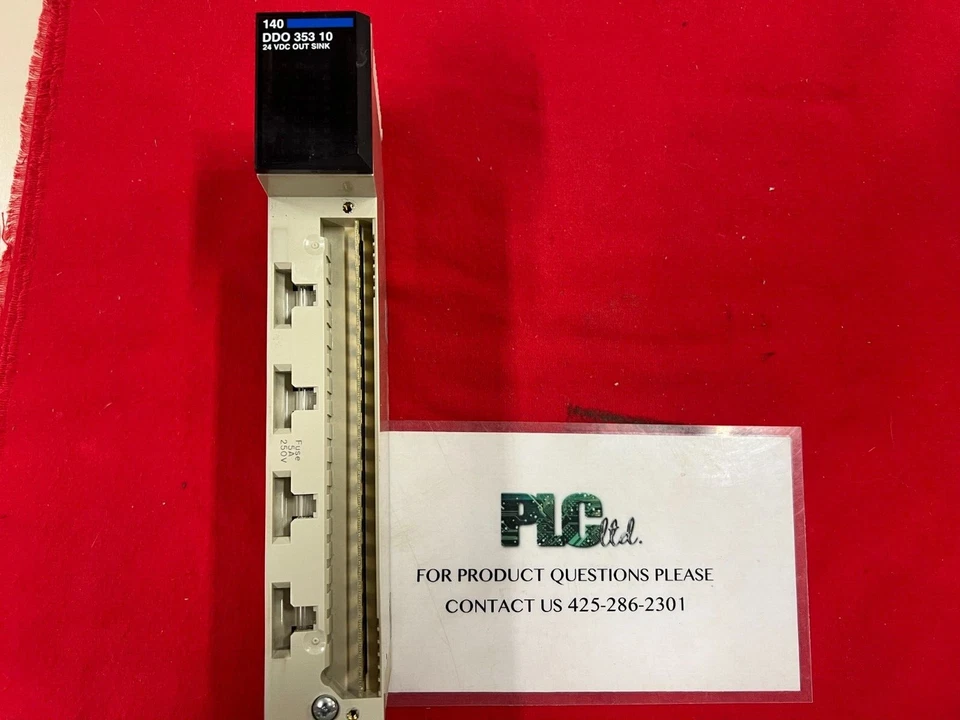 140
DDO 353 10
24 VDC OUT SINK
Fuse
5A
250V
PLC ltd.
FOR PRODUCT QUESTIONS PLEASE
CONTACT US 425-286-2301